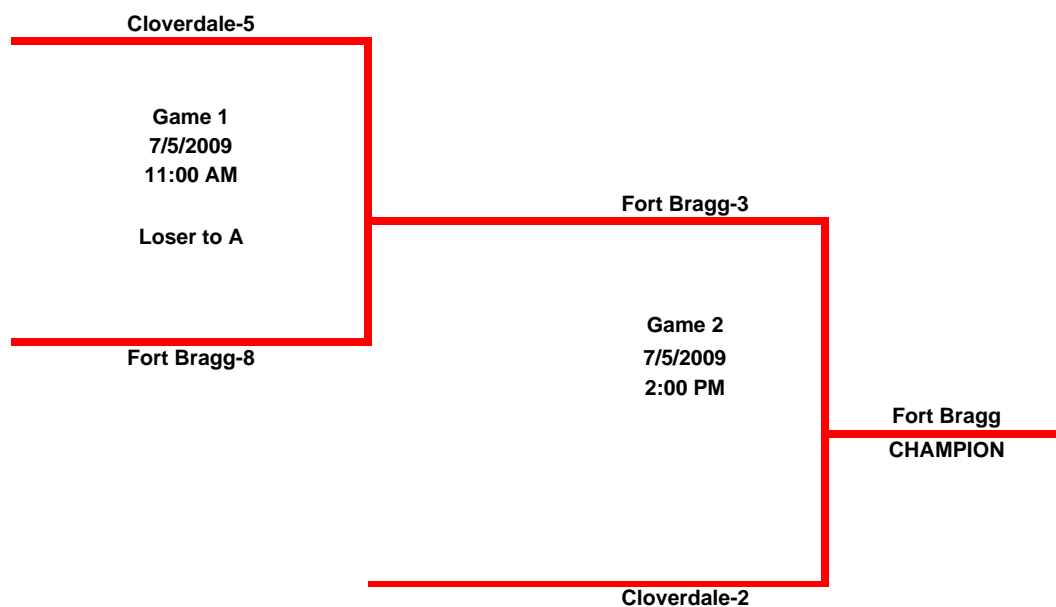 Cloverdale-5
Game 1
7/5/2009
11:00 AM
Loser to A
Fort Bragg-8
Fort Bragg-3
Game 2
7/5/2009
2:00 PM
Cloverdale-2
Fort Bragg
CHAMPION